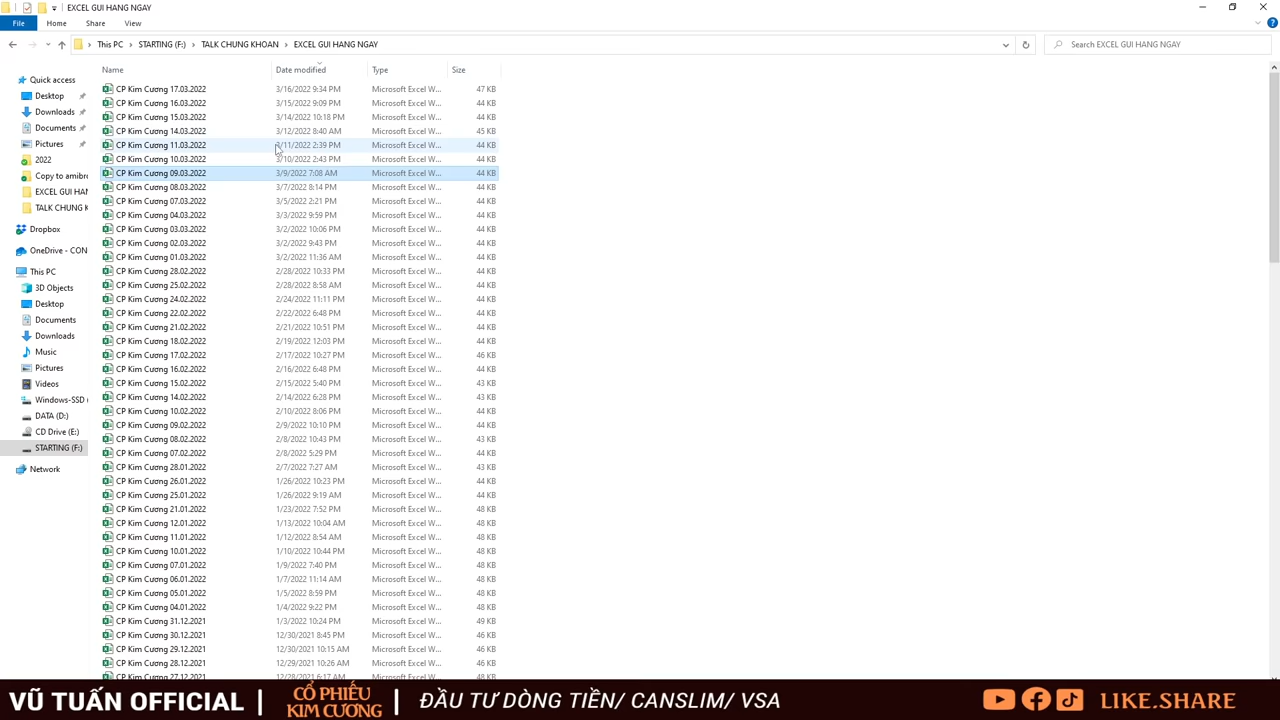 EXCEL GUI HANG NGAY
File Home Share View
This PC STARTING (F:) TALK CHUNG KHOAN EXCEL GUI HANG NGAY
Search EXCEL GUI HANG NGAY
Name Date modified Type Size
Quick access
Desktop
Downloads
Documents
Pictures
2022
Copy to amibro
EXCEL GUI HAN
TALK CHUNG K
Dropbox
OneDrive - CON
This PC
3D Objects
Desktop
Documents
Downloads
Music
Pictures
Videos
Windows-SSD (
DATA (D:)
CD Drive (E:)
STARTING (F:)
Network
CP Kim Cương 17.03.2022 3/16/2022 9:34 PM Microsoft Excel W... 47 KB
CP Kim Cương 16.03.2022 3/15/2022 9:09 PM Microsoft Excel W... 44 KB
CP Kim Cương 15.03.2022 3/14/2022 10:18 PM Microsoft Excel W... 44 KB
CP Kim Cương 14.03.2022 3/12/2022 8:40 AM Microsoft Excel W... 45 KB
CP Kim Cương 11.03.2022 3/11/2022 2:39 PM Microsoft Excel W... 44 KB
CP Kim Cương 10.03.2022 3/10/2022 2:43 PM Microsoft Excel W... 44 KB
CP Kim Cương 09.03.2022 3/9/2022 7:08 AM Microsoft Excel W... 44 KB
CP Kim Cương 08.03.2022 3/7/2022 8:14 PM Microsoft Excel W... 44 KB
CP Kim Cương 07.03.2022 3/5/2022 2:21 PM Microsoft Excel W... 44 KB
CP Kim Cương 04.03.2022 3/3/2022 9:59 PM Microsoft Excel W... 44 KB
CP Kim Cương 03.03.2022 3/2/2022 10:06 PM Microsoft Excel W... 44 KB
CP Kim Cương 02.03.2022 3/2/2022 9:43 PM Microsoft Excel W... 44 KB
CP Kim Cương 01.03.2022 3/2/2022 11:36 AM Microsoft Excel W... 44 KB
CP Kim Cương 28.02.2022 2/28/2022 10:33 PM Microsoft Excel W... 44 KB
CP Kim Cương 25.02.2022 2/28/2022 8:58 AM Microsoft Excel W... 44 KB
CP Kim Cương 24.02.2022 2/24/2022 11:11 PM Microsoft Excel W... 44 KB
CP Kim Cương 22.02.2022 2/22/2022 6:48 PM Microsoft Excel W... 44 KB
CP Kim Cương 21.02.2022 2/21/2022 10:51 PM Microsoft Excel W... 44 KB
CP Kim Cương 18.02.2022 2/19/2022 12:03 PM Microsoft Excel W... 44 KB
CP Kim Cương 17.02.2022 2/17/2022 10:27 PM Microsoft Excel W... 46 KB
CP Kim Cương 16.02.2022 2/16/2022 6:48 PM Microsoft Excel W... 44 KB
CP Kim Cương 15.02.2022 2/15/2022 5:40 PM Microsoft Excel W... 43 KB
CP Kim Cương 14.02.2022 2/14/2022 6:28 PM Microsoft Excel W... 43 KB
CP Kim Cương 10.02.2022 2/10/2022 8:06 PM Microsoft Excel W... 44 KB
CP Kim Cương 09.02.2022 2/9/2022 10:10 PM Microsoft Excel W... 44 KB
CP Kim Cương 08.02.2022 2/8/2022 10:43 PM Microsoft Excel W... 43 KB
CP Kim Cương 07.02.2022 2/8/2022 5:29 PM Microsoft Excel W... 44 KB
CP Kim Cương 28.01.2022 2/7/2022 7:27 AM Microsoft Excel W... 43 KB
CP Kim Cương 26.01.2022 1/26/2022 10:23 PM Microsoft Excel W... 44 KB
CP Kim Cương 25.01.2022 1/26/2022 9:19 AM Microsoft Excel W... 44 KB
CP Kim Cương 21.01.2022 1/23/2022 7:52 PM Microsoft Excel W... 48 KB
CP Kim Cương 12.01.2022 1/13/2022 10:04 AM Microsoft Excel W... 48 KB
CP Kim Cương 11.01.2022 1/12/2022 8:54 AM Microsoft Excel W... 48 KB
CP Kim Cương 10.01.2022 1/10/2022 10:44 PM Microsoft Excel W... 48 KB
CP Kim Cương 07.01.2022 1/9/2022 7:40 PM Microsoft Excel W... 48 KB
CP Kim Cương 06.01.2022 1/7/2022 11:14 AM Microsoft Excel W... 48 KB
CP Kim Cương 05.01.2022 1/5/2022 8:59 PM Microsoft Excel W... 48 KB
CP Kim Cương 04.01.2022 1/4/2022 9:22 PM Microsoft Excel W... 48 KB
CP Kim Cương 31.12.2021 1/3/2022 10:24 PM Microsoft Excel W... 49 KB
CP Kim Cương 30.12.2021 12/30/2021 8:45 PM Microsoft Excel W... 46 KB
CP Kim Cương 29.12.2021 12/30/2021 10:15 AM Microsoft Excel W... 46 KB
CP Kim Cương 28.12.2021 12/29/2021 10:26 AM Microsoft Excel W... 46 KB
CP Kim Cương 27.12.2021 12/28/2021 6:17 AM Microsoft Excel W... 46 KB
VŨ TUẤN OFFICIAL | CỔ PHIẾU KIM CƯƠNG | ĐẦU TƯ DÒNG TIỀN/ CANSLIM/ VSA LIKE.SHARE